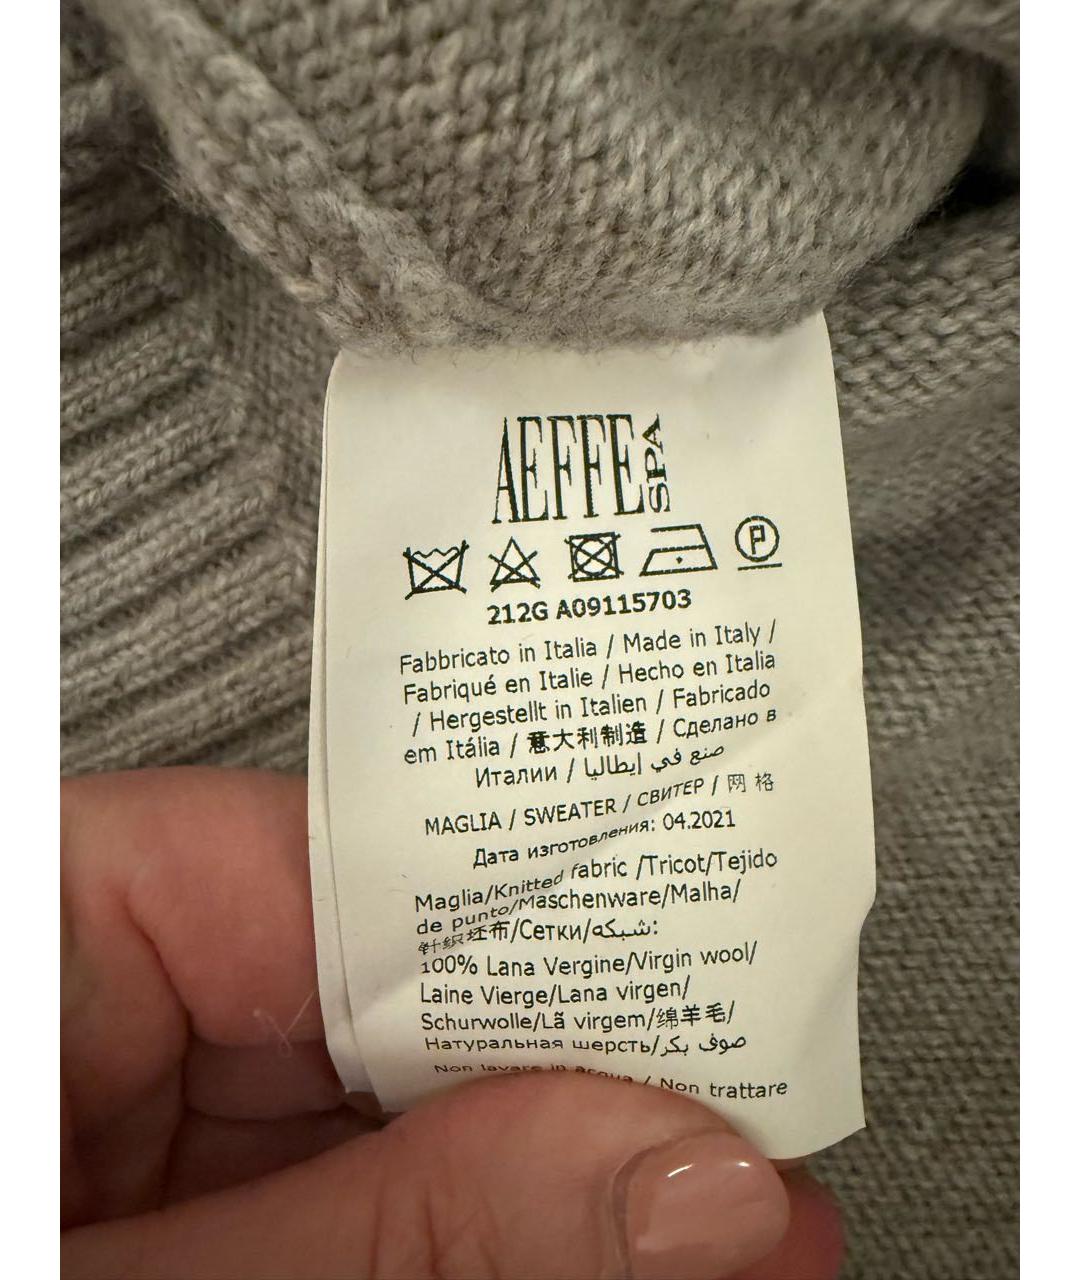 AEFFE SPA
P
212G A09115703
Fabbricato in Italia / Made in Italy /
Fabriqué en Italie / Hecho en Italia
/ Hergestellt in Italien / Fabricado
em Itália / 意大利制造 / Сделано в
Италии / صنع في إيطاليا
MAGLIA / SWEATER / СВИТЕР / 网 格
Дата изготовления: 04.2021
Maglia/Knitted fabric /Tricot/Tejido
de punto/Maschenware/Malha/
针织坯布/Сетки/شبكه:
100% Lana Vergine/Virgin wool/
Laine Vierge/Lana virgen/
Schurwolle/Lã virgem/绵羊毛/
Натуральная шерсть/صوف بكر
Non lavare in acqua / Non trattare